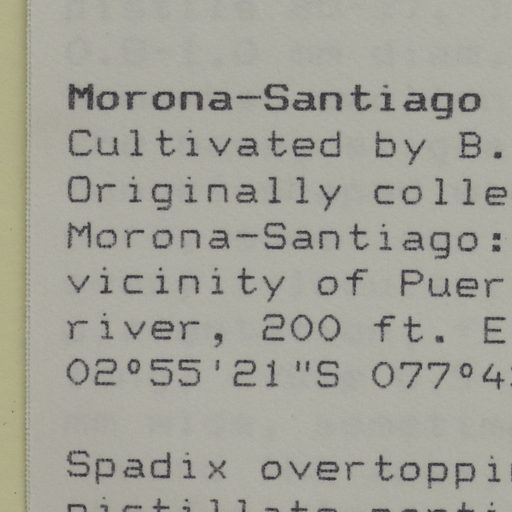 Morona-Santiago
Cultivated by B.
Originally colle
Morona-Santiago:
vicinity of Puer
river, 200 ft. E
02°55'21"S 077°4
Spadix overtoppi